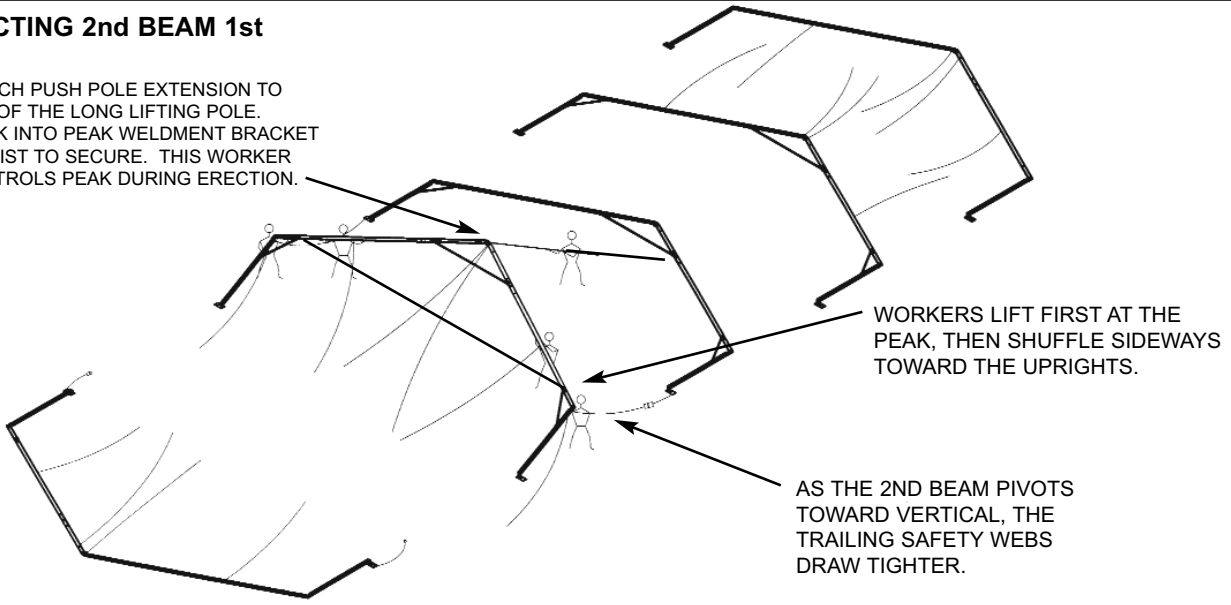 CTING 2nd BEAM 1st
CH PUSH POLE EXTENSION TO
OF THE LONG LIFTING POLE.
K INTO PEAK WELDMENT BRACKET
IST TO SECURE. THIS WORKER
TROLS PEAK DURING ERECTION.
WORKERS LIFT FIRST AT THE
PEAK, THEN SHUFFLE SIDEWAYS
TOWARD THE UPRIGHTS.
AS THE 2ND BEAM PIVOTS
TOWARD VERTICAL, THE
TRAILING SAFETY WEBS
DRAW TIGHTER.